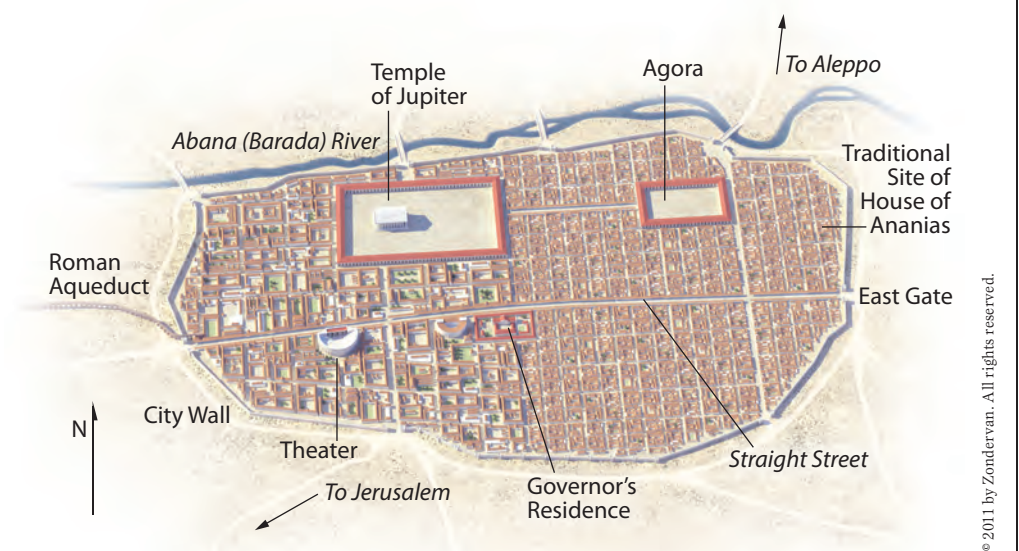 To Aleppo
Agora
Temple
of Jupiter
Abana (Barada) River
Traditional
Site of
House of
Ananias
Roman
Aqueduct
East Gate
City Wall
N
Theater
Straight Street
To Jerusalem
Governor's
Residence
© 2011 by Zondervan. All rights reserved.